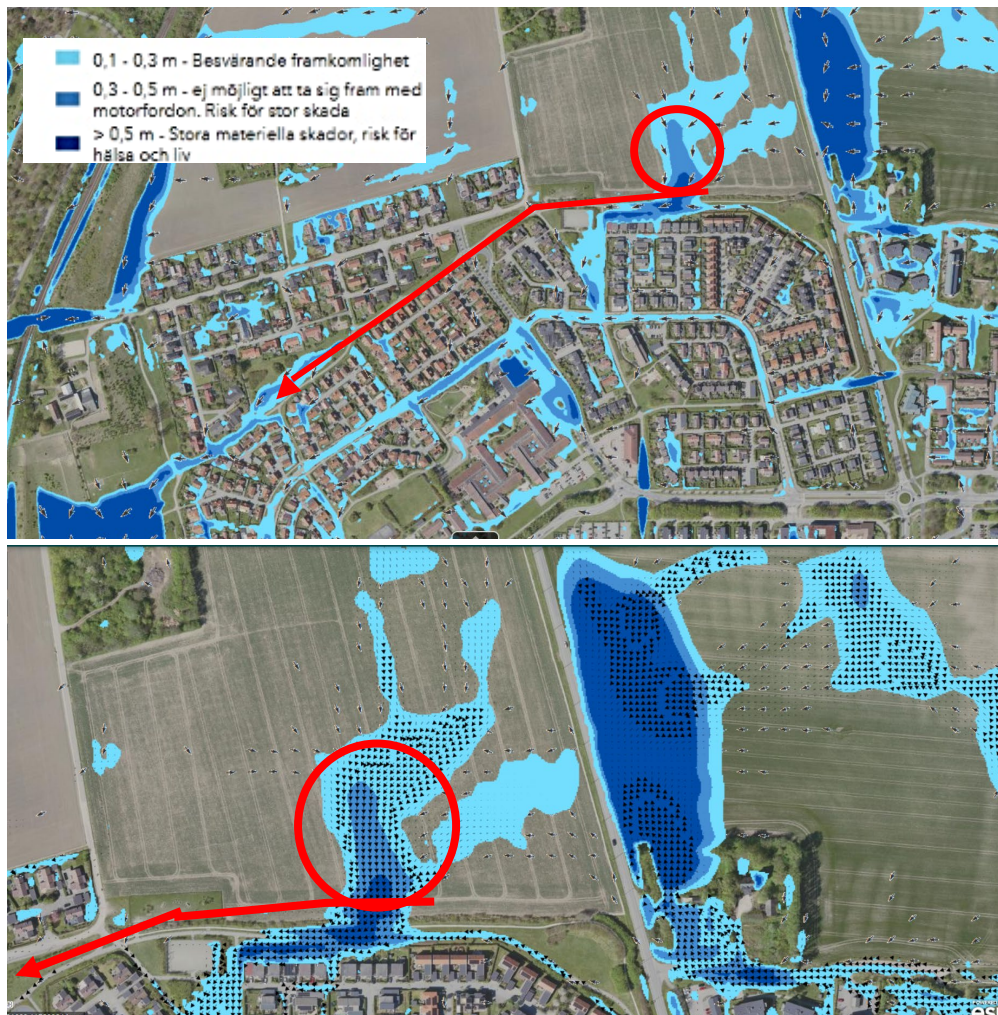 0,1 - 0,3 m - Besvärande framkomlighet
0,3 - 0,5 m - ej möjligt att ta sig fram med
motorfordon. Risk för stor skada
> 0,5 m - Stora materiella skador, risk för
hälsa och liv
es